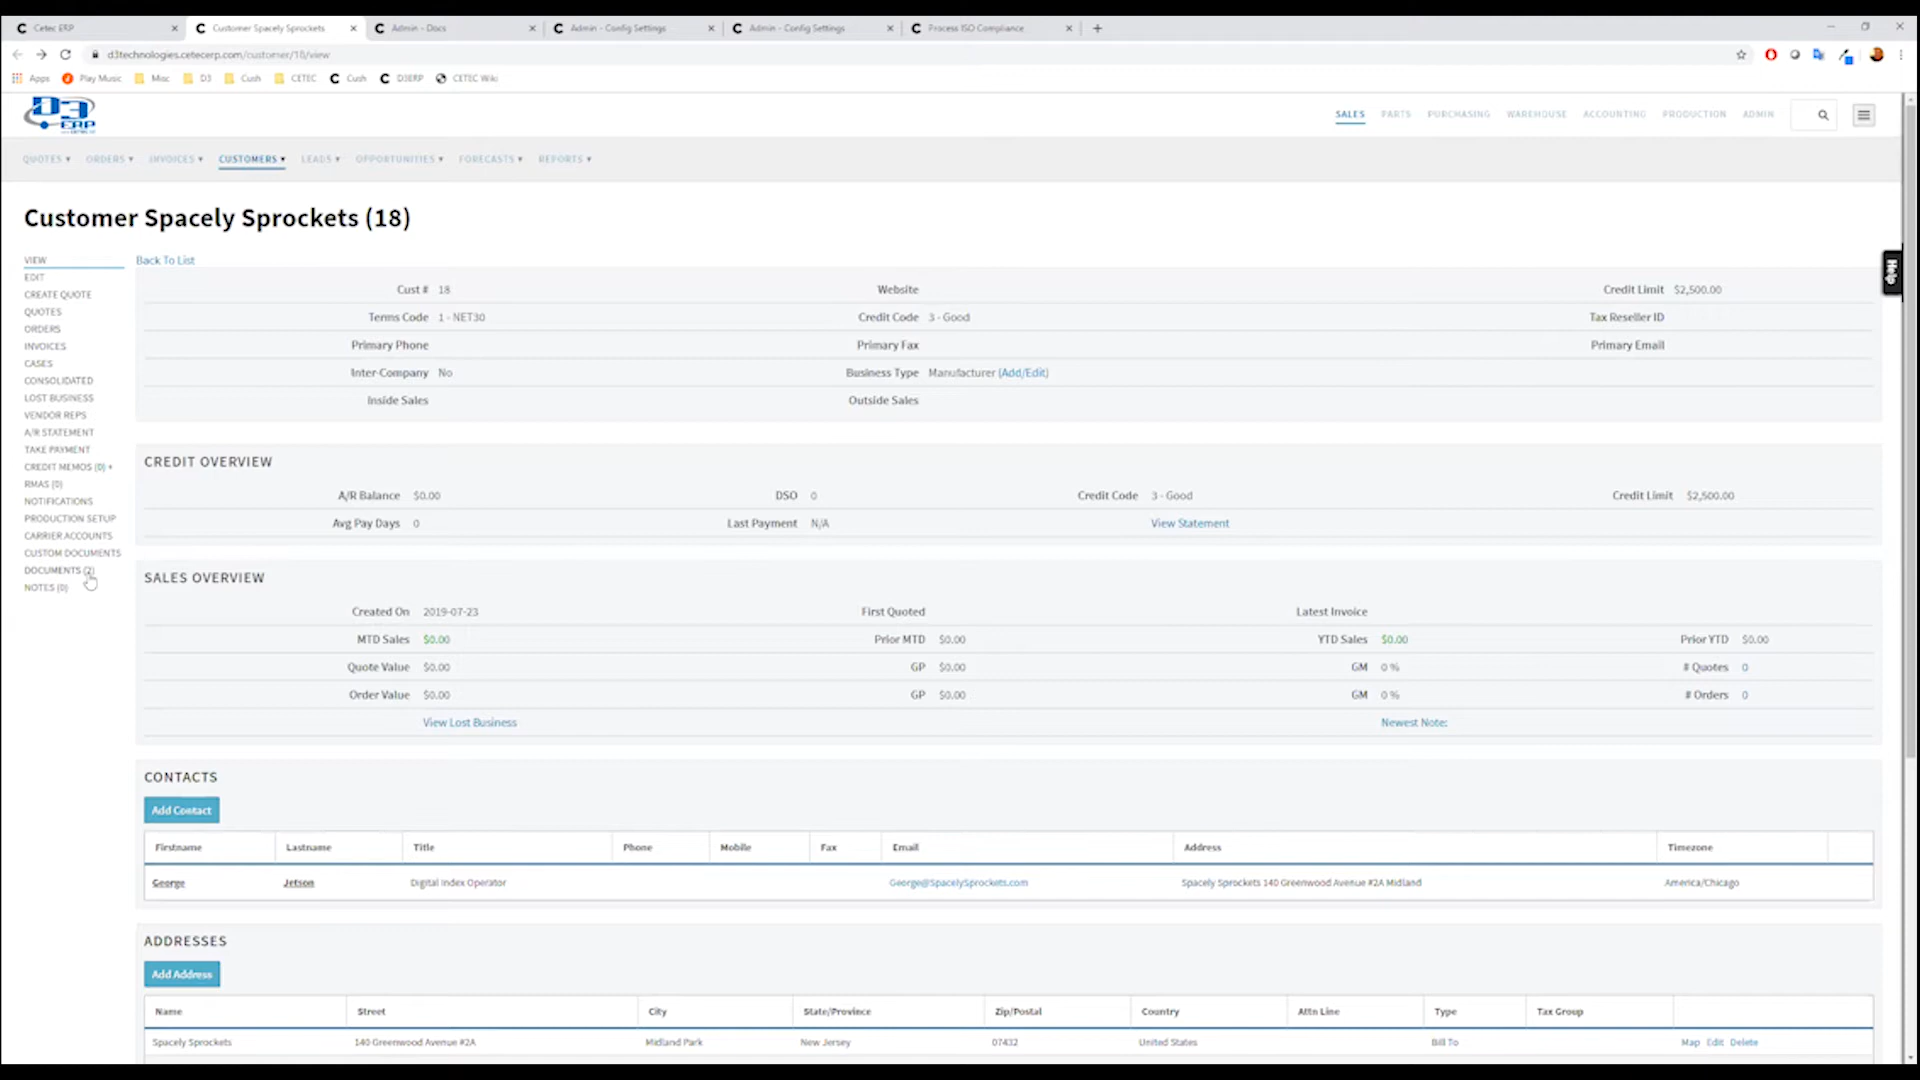 Cetec ERP
Customer Spacely Sprockets
Admin - Docs
Admin - Config Settings
Admin - Config Settings
Process ISO Compliance
d3technologies.cetecerp.com/customer/18/view
Apps Play Music Misc D3 Cush CETEC Cush D3ERP CETEC Wiki
D3
ERP
SALES PARTS PURCHASING WAREHOUSE ACCOUNTING PRODUCTION ADMIN
QUOTES ▾ ORDERS ▾ INVOICES ▾ CUSTOMERS ▾ LEADS ▾ OPPORTUNITIES ▾ FORECASTS ▾ REPORTS ▾
Customer Spacely Sprockets (18)
VIEW
EDIT
CREATE QUOTE
QUOTES
ORDERS
INVOICES
CASES
CONSOLIDATED
LOST BUSINESS
VENDOR REPS
A/R STATEMENT
TAKE PAYMENT
CREDIT MEMOS (0) +
RMAS (0)
NOTIFICATIONS
PRODUCTION SETUP
CARRIER ACCOUNTS
CUSTOM DOCUMENTS
DOCUMENTS (2)
NOTES (0)
Back To List
Help
Cust # 18 Website Credit Limit $2,500.00
Terms Code 1 - NET30 Credit Code 3 - Good Tax Reseller ID
Primary Phone Primary Fax Primary Email
Inter-Company No Business Type Manufacturer (Add/Edit)
Inside Sales Outside Sales
CREDIT OVERVIEW
A/R Balance $0.00 DSO 0 Credit Code 3 - Good Credit Limit $2,500.00
Avg Pay Days 0 Last Payment N/A View Statement
SALES OVERVIEW
Created On 2019-07-23 First Quoted Latest Invoice
MTD Sales $0.00 Prior MTD $0.00 YTD Sales $0.00 Prior YTD $0.00
Quote Value $0.00 GP $0.00 GM 0 % # Quotes 0
Order Value $0.00 GP $0.00 GM 0 % # Orders 0
View Lost Business Newest Note:
CONTACTS
Add Contact
Firstname Lastname Title Phone Mobile Fax Email Address Timezone
George Jetson Digital Index Operator George@SpacelySprockets.com Spacely Sprockets 140 Greenwood Avenue #2A Midland America/Chicago
ADDRESSES
Add Address
Name Street City State/Province Zip/Postal Country Attn Line Type Tax Group
Spacely Sprockets 140 Greenwood Avenue #2A Midland Park New Jersey 07432 United States Bill To Map Edit Delete